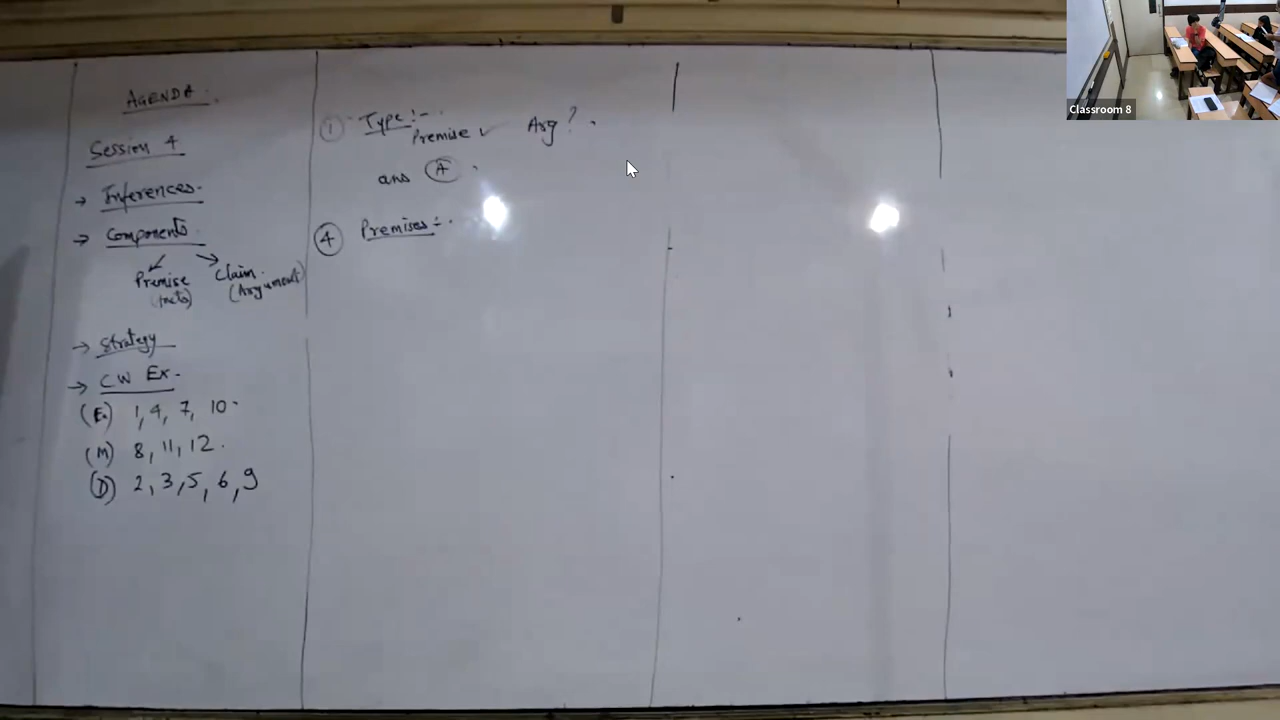 AGENDA.
Session 4
→ Inferences.
→ Components.
Premise
(facts)
Claim.
(Argument)
→ Strategy
→ CW Ex.
(E) 1, 4, 7, 10.
(M) 8, 11, 12.
(D) 2, 3, 5, 6, 9
① Type :-
Premise ✓ Arg ?.
ans Ⓐ.
④ Premises :-
Classroom 8